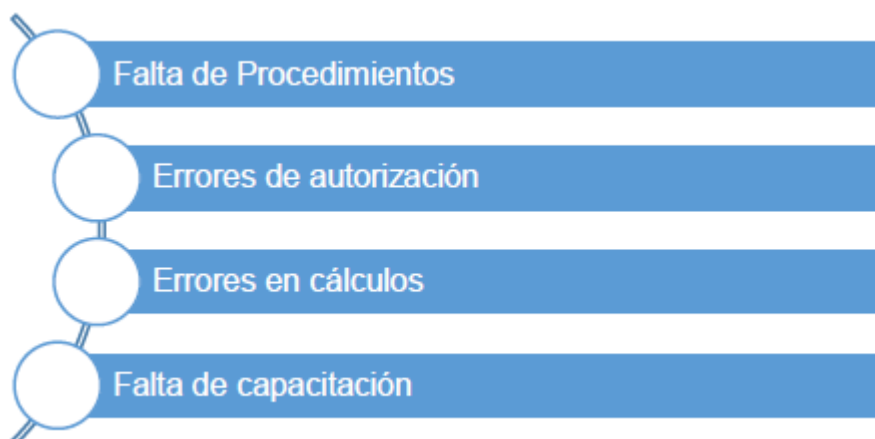 Falta de Procedimientos
Errores de autorización
Errores en cálculos
Falta de capacitación